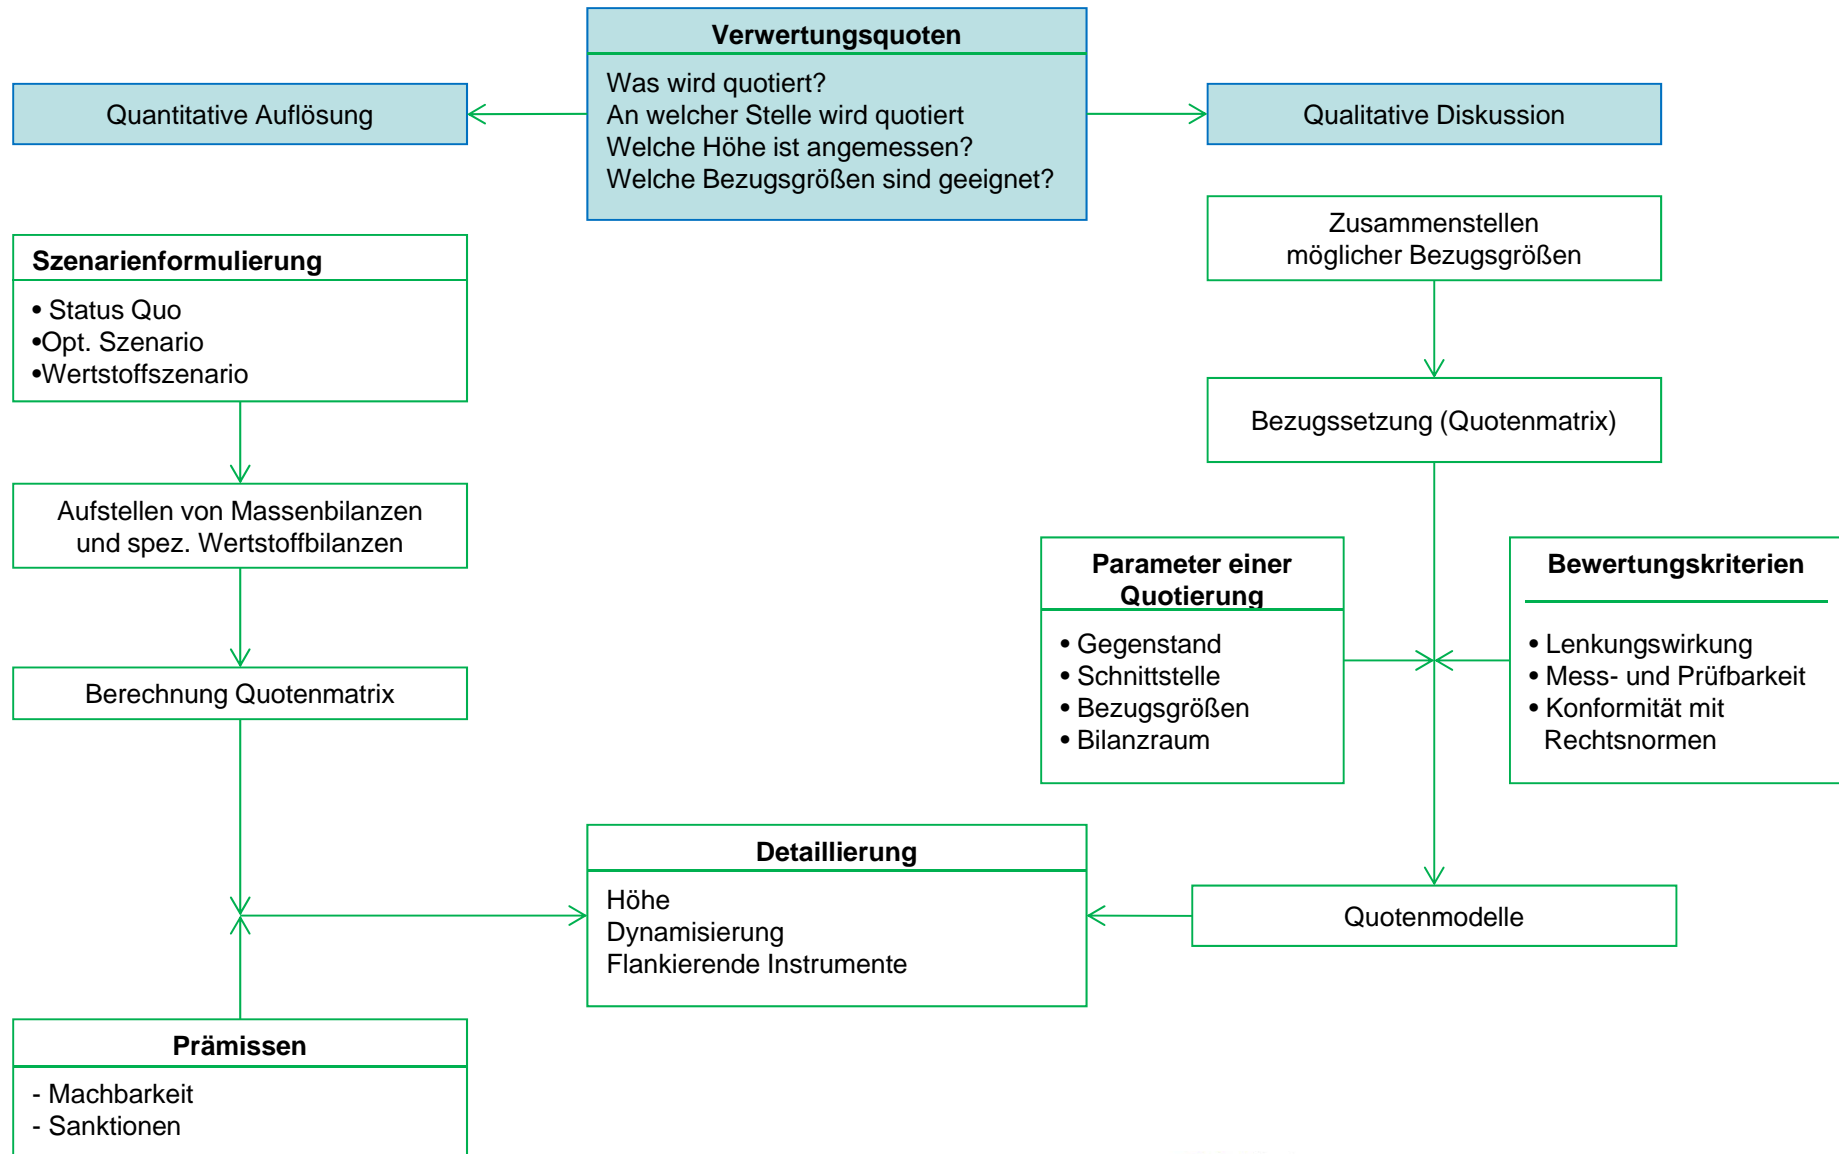 Verwertungsquoten
Was wird quotiert?
An welcher Stelle wird quotiert
Welche Höhe ist angemessen?
Welche Bezugsgrößen sind geeignet?
Quantitative Auflösung
Qualitative Diskussion
Szenarienformulierung
• Status Quo
•Opt. Szenario
•Wertstoffszenario
Aufstellen von Massenbilanzen
und spez. Wertstoffbilanzen
Berechnung Quotenmatrix
Prämissen
- Machbarkeit
- Sanktionen
Zusammenstellen
möglicher Bezugsgrößen
Bezugssetzung (Quotenmatrix)
Parameter einer
Quotierung
• Gegenstand
• Schnittstelle
• Bezugsgrößen
• Bilanzraum
Bewertungskriterien
• Lenkungswirkung
• Mess- und Prüfbarkeit
• Konformität mit
Rechtsnormen
Quotenmodelle
Detaillierung
Höhe
Dynamisierung
Flankierende Instrumente